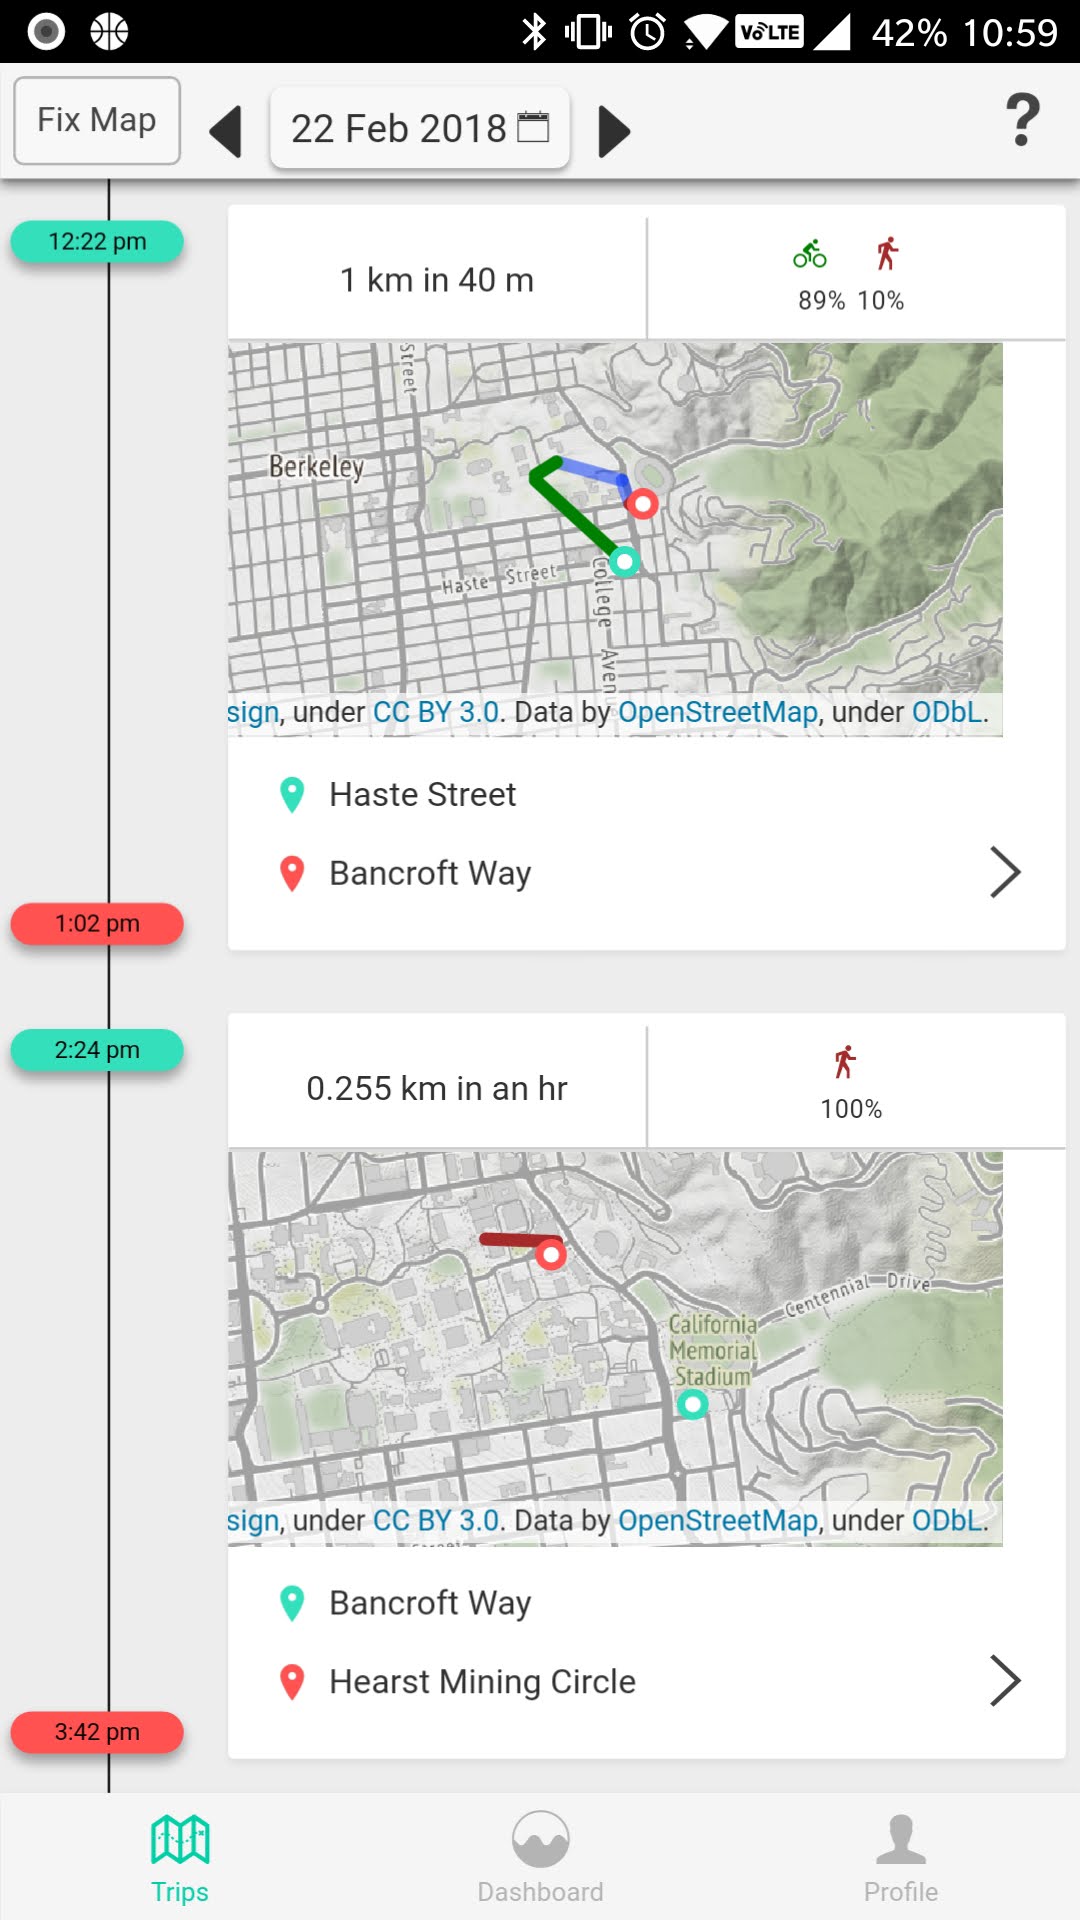 VoLTE 42% 10:59
Fix Map 22 Feb 2018 ?
12:22 pm
1 km in 40 m
89% 10%
Street
Berkeley
Haste Street
College Avenu
sign, under CC BY 3.0. Data by OpenStreetMap, under ODbL.
Haste Street
Bancroft Way
1:02 pm
2:24 pm
0.255 km in an hr
100%
Centennial Drive
California
Memorial
Stadium
sign, under CC BY 3.0. Data by OpenStreetMap, under ODbL.
Bancroft Way
Hearst Mining Circle
3:42 pm
Trips Dashboard Profile